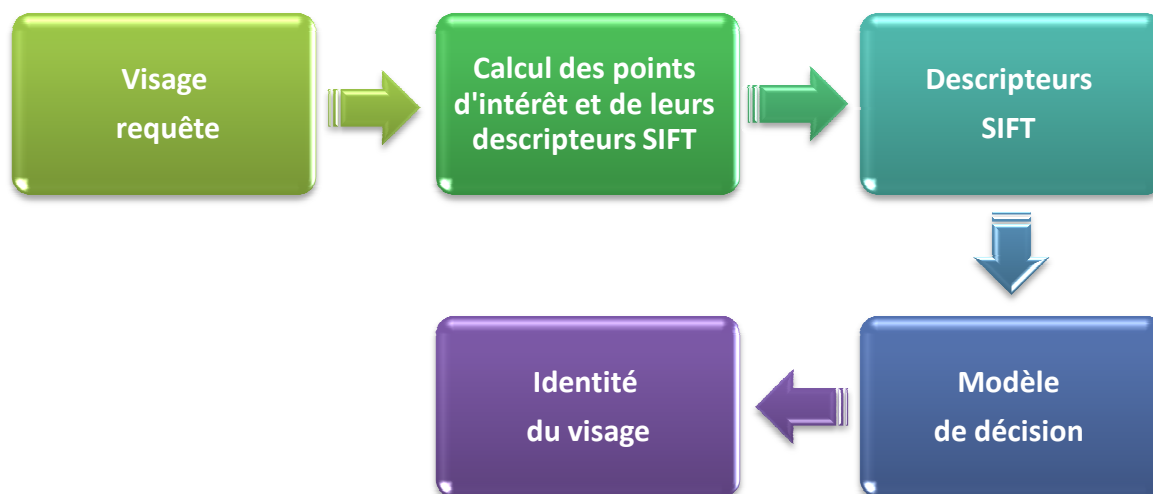 Visage
requête
Calcul des points
d'intérêt et de leurs
descripteurs SIFT
Descripteurs
SIFT
Modèle
de décision
Identité
du visage